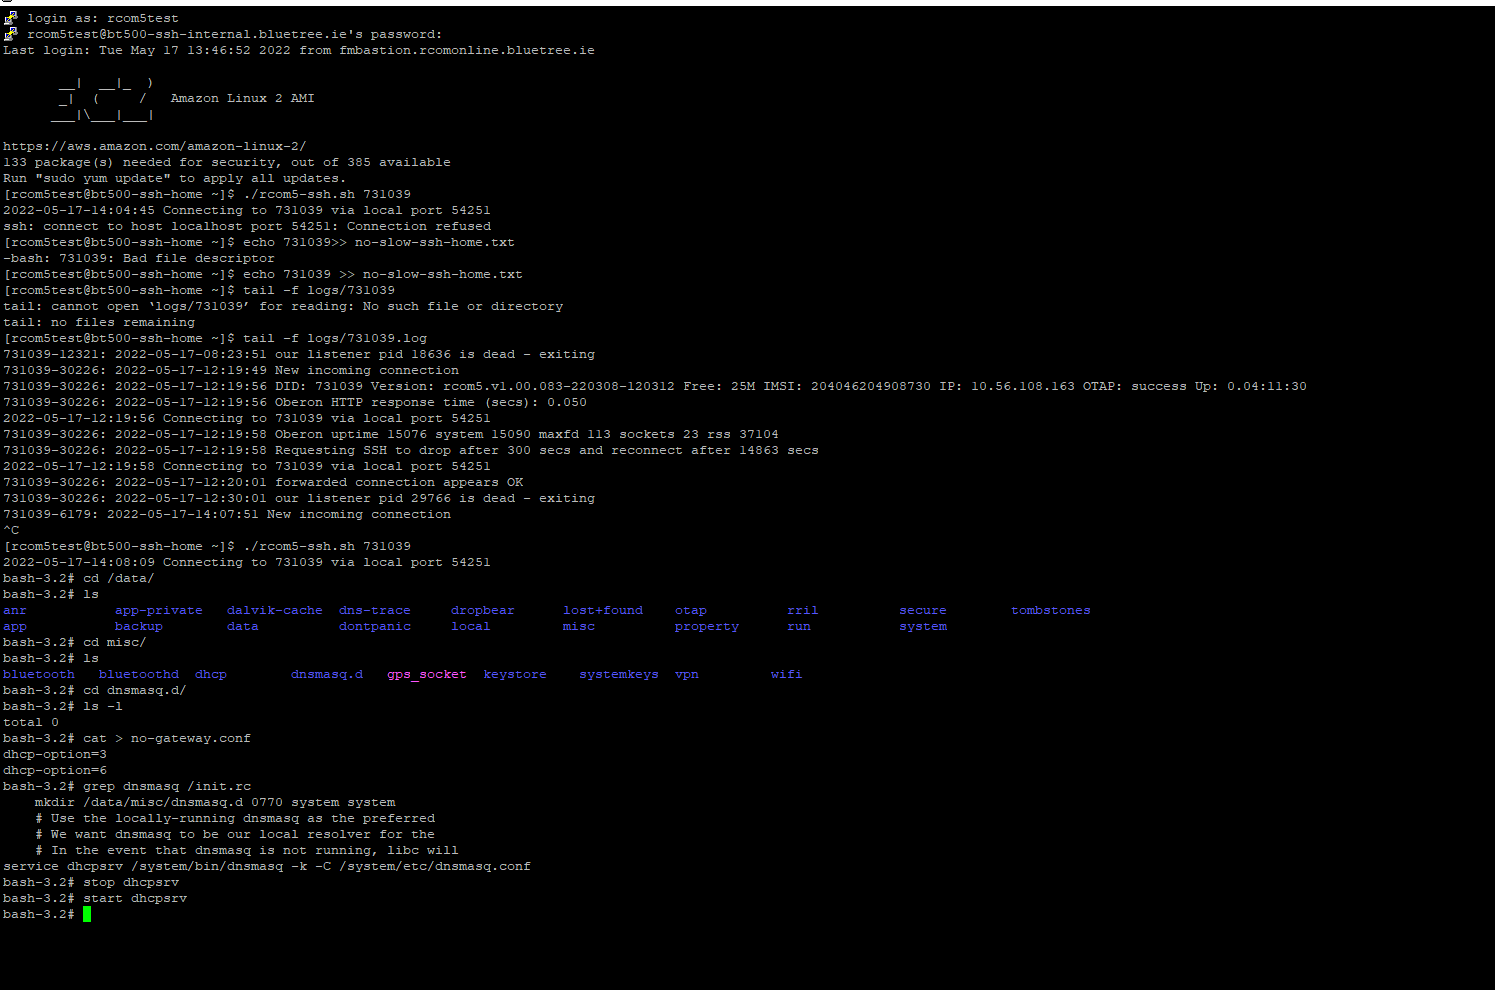 login as: rcom5test
rcom5test@bt500-ssh-internal.bluetree.ie's password:
Last login: Tue May 17 13:46:52 2022 from fmbastion.rcomonline.bluetree.ie
__|  __|_  )
_|  (     /   Amazon Linux 2 AMI
___|\___|___|
https://aws.amazon.com/amazon-linux-2/
133 package(s) needed for security, out of 385 available
Run "sudo yum update" to apply all updates.
[rcom5test@bt500-ssh-home ~]$ ./rcom5-ssh.sh 731039
2022-05-17-14:04:45 Connecting to 731039 via local port 54251
ssh: connect to host localhost port 54251: Connection refused
[rcom5test@bt500-ssh-home ~]$ echo 731039>> no-slow-ssh-home.txt
-bash: 731039: Bad file descriptor
[rcom5test@bt500-ssh-home ~]$ echo 731039 >> no-slow-ssh-home.txt
[rcom5test@bt500-ssh-home ~]$ tail -f logs/731039
tail: cannot open ‘logs/731039’ for reading: No such file or directory
tail: no files remaining
[rcom5test@bt500-ssh-home ~]$ tail -f logs/731039.log
731039-12321: 2022-05-17-08:23:51 our listener pid 18636 is dead - exiting
731039-30226: 2022-05-17-12:19:49 New incoming connection
731039-30226: 2022-05-17-12:19:56 DID: 731039 Version: rcom5.v1.00.083-220308-120312 Free: 25M IMSI: 204046204908730 IP: 10.56.108.163 OTAP: success Up: 0.04:11:30
731039-30226: 2022-05-17-12:19:56 Oberon HTTP response time (secs): 0.050
2022-05-17-12:19:56 Connecting to 731039 via local port 54251
731039-30226: 2022-05-17-12:19:58 Oberon uptime 15076 system 15090 maxfd 113 sockets 23 rss 37104
731039-30226: 2022-05-17-12:19:58 Requesting SSH to drop after 300 secs and reconnect after 14863 secs
2022-05-17-12:19:58 Connecting to 731039 via local port 54251
731039-30226: 2022-05-17-12:20:01 forwarded connection appears OK
731039-30226: 2022-05-17-12:30:01 our listener pid 29766 is dead - exiting
731039-6179: 2022-05-17-14:07:51 New incoming connection
^C
[rcom5test@bt500-ssh-home ~]$ ./rcom5-ssh.sh 731039
2022-05-17-14:08:09 Connecting to 731039 via local port 54251
bash-3.2# cd /data/
bash-3.2# ls
anr           app-private   dalvik-cache  dns-trace     dropbear      lost+found    otap          rril          secure        tombstones
app           backup        data          dontpanic     local         misc          property      run           system
bash-3.2# cd misc/
bash-3.2# ls
bluetooth   bluetoothd  dhcp        dnsmasq.d   gps_socket  keystore    systemkeys  vpn         wifi
bash-3.2# cd dnsmasq.d/
bash-3.2# ls -l
total 0
bash-3.2# cat > no-gateway.conf
dhcp-option=3
dhcp-option=6
bash-3.2# grep dnsmasq /init.rc
mkdir /data/misc/dnsmasq.d 0770 system system
# Use the locally-running dnsmasq as the preferred
# We want dnsmasq to be our local resolver for the
# In the event that dnsmasq is not running, libc will
service dhcpsrv /system/bin/dnsmasq -k -C /system/etc/dnsmasq.conf
bash-3.2# stop dhcpsrv
bash-3.2# start dhcpsrv
bash-3.2#